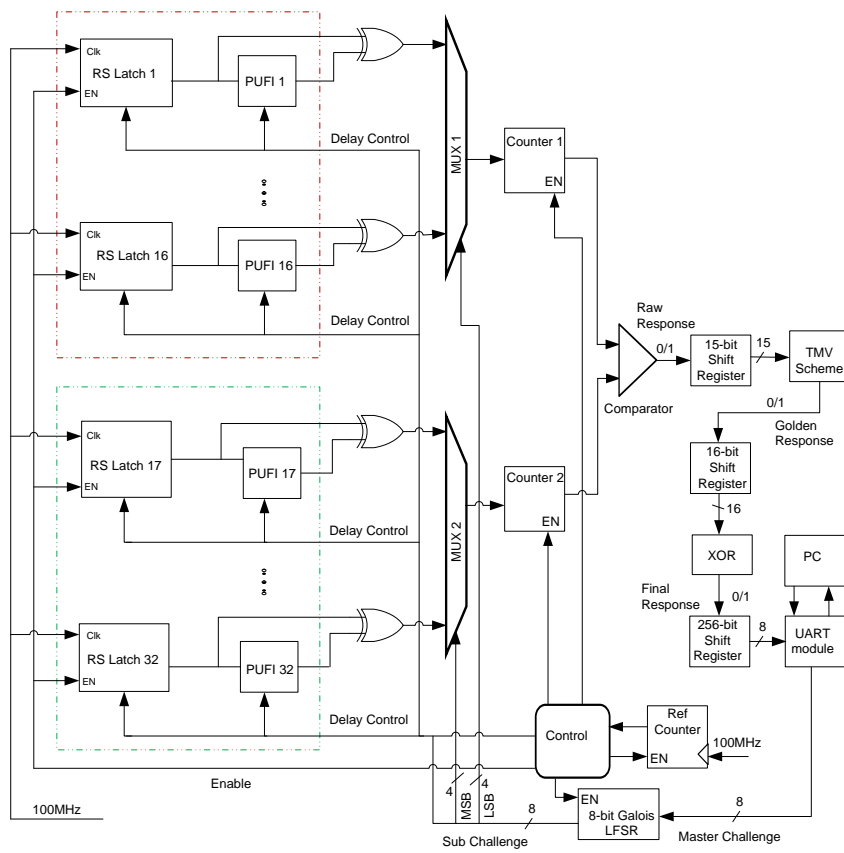 Clk
RS Latch 1
EN
PUFI 1
Delay Control
MUX 1
Counter 1
EN
Clk
RS Latch 16
EN
PUFI 16
Delay Control
Raw
Response
0/1
Comparator
15-bit
Shift
Register
15
TMV
Scheme
0/1
Golden
Response
Clk
RS Latch 17
EN
PUFI 17
Delay Control
MUX 2
Counter 2
EN
16-bit
Shift
Register
16
XOR
PC
0/1
Final
Response
256-bit
Shift
Register
8
UART
module
Clk
RS Latch 32
EN
PUFI 32
Delay Control
Control
Ref
Counter
EN
100MHz
Enable
4
MSB
4
LSB
EN
8-bit Galois
LFSR
8
Sub Challenge
8
Master Challenge
100MHz